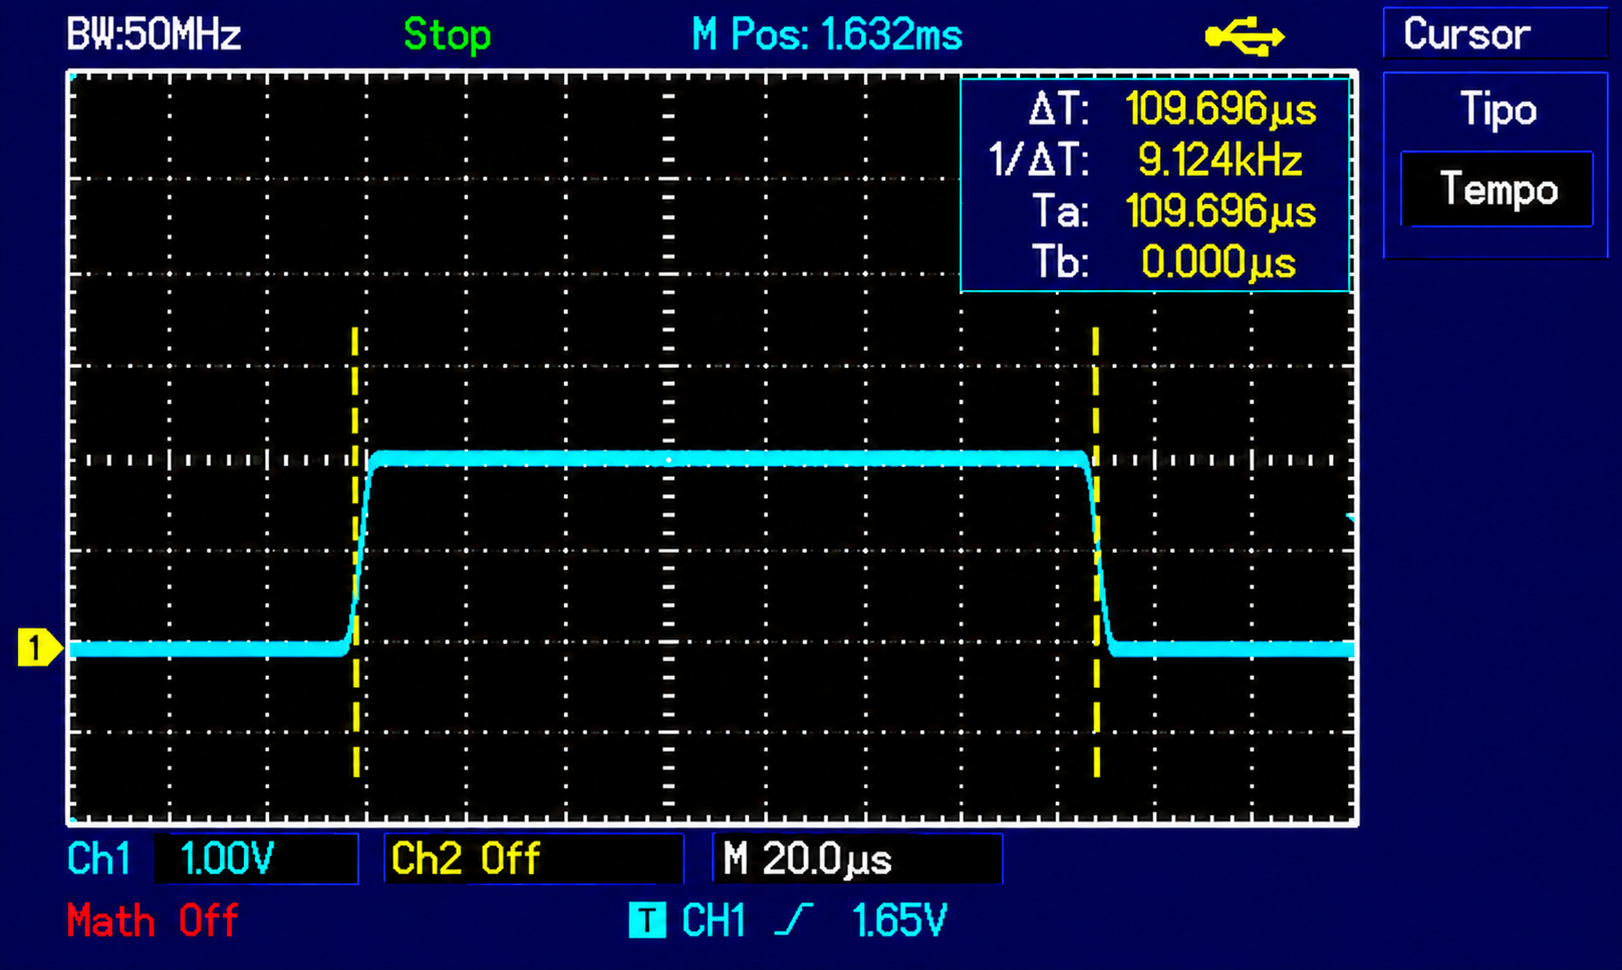 BW:50MHz Stop M Pos: 1.632ms Cursor
ΔT: 109.696µs
1/ΔT: 9.124kHz
Ta: 109.696µs
Tb: 0.000µs
Tipo
Tempo
1
Ch1 1.00V Ch2 Off M 20.0µs
Math Off T CH1 1.65V